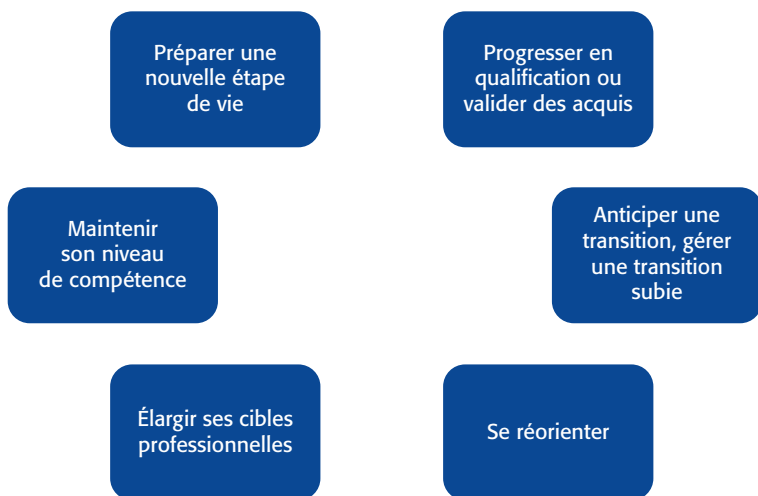 Préparer une
nouvelle étape
de vie
Progresser en
qualification ou
valider des acquis
Maintenir
son niveau
de compétence
Anticiper une
transition, gérer
une transition
subie
Élargir ses cibles
professionnelles
Se réorienter